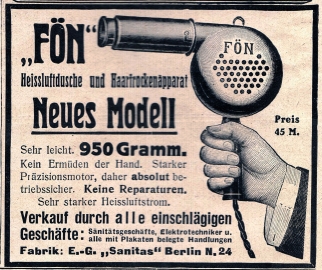 „FÖN"
FÖN
Heissluftdusche und Haartrockenapparat
Neues Modell
Preis
45 M.
Sehr leicht. 950 Gramm.
Kein Ermüden der Hand. Starker
Präzisionsmotor, daher absolut be-
triebssicher. Keine Reparaturen.
Sehr starker Heissluftstrom.
Verkauf durch alle einschlägigen
Geschäfte: Sanitätsgeschäfte, Elektrotechniker u.
alle mit Plakaten belegte Handlungen
Fabrik: E.-G. „Sanitas" Berlin N. 24